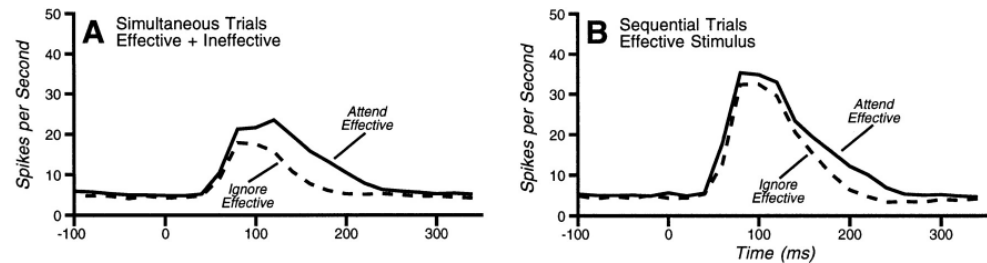 A
Simultaneous Trials
Effective + Ineffective
Spikes per Second
50
40
30
20
10
0
-100
0
100
200
300
Attend
Effective
Ignore
Effective
B
Sequential Trials
Effective Stimulus
Spikes per Second
50
40
30
20
10
0
-100
0
100
200
300
Time (ms)
Attend
Effective
Ignore
Effective